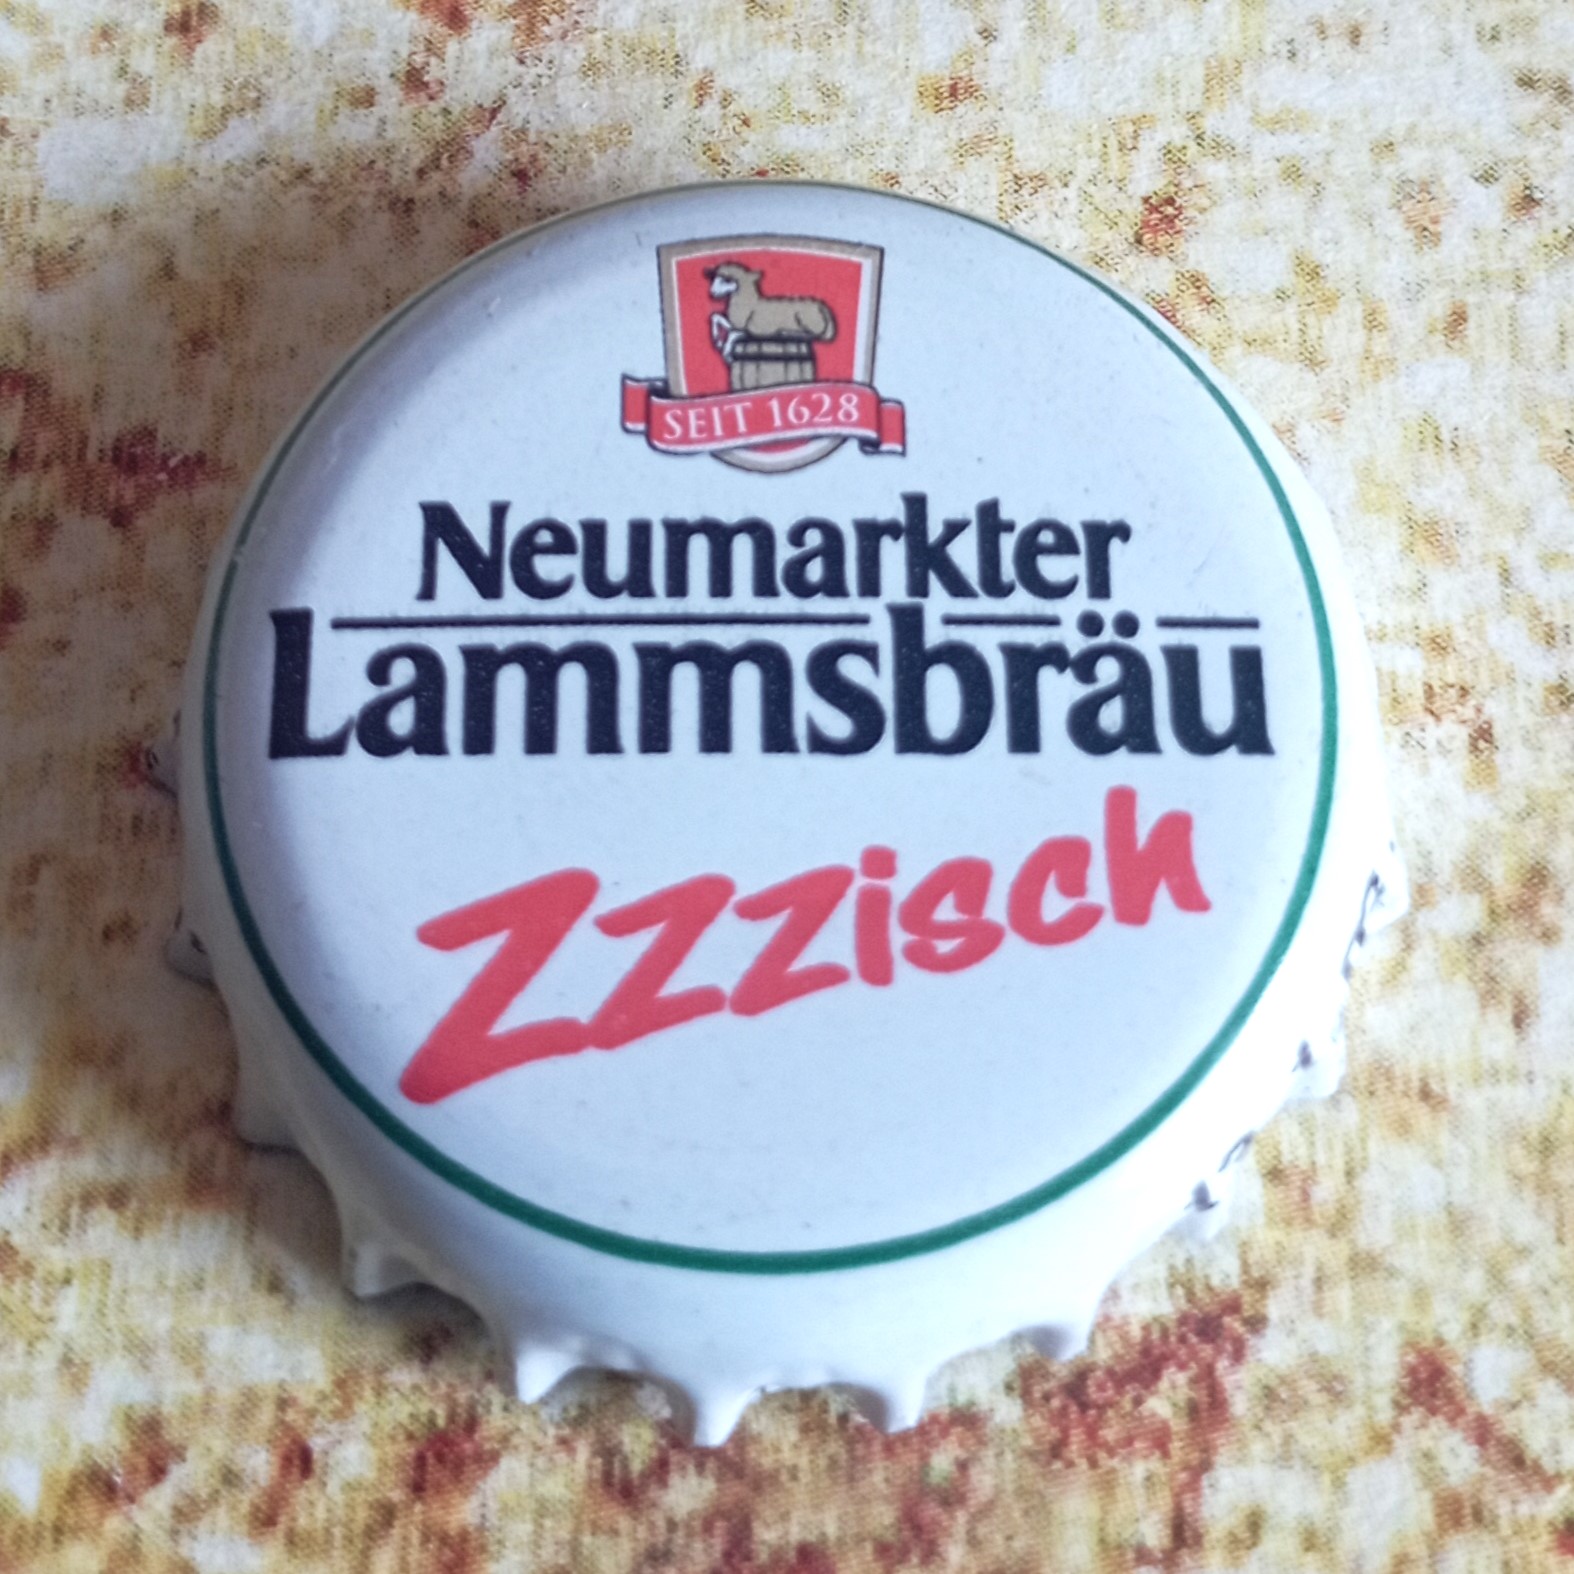 SEIT 1628
Neumarkter
Lammsbräu
Zzzisch